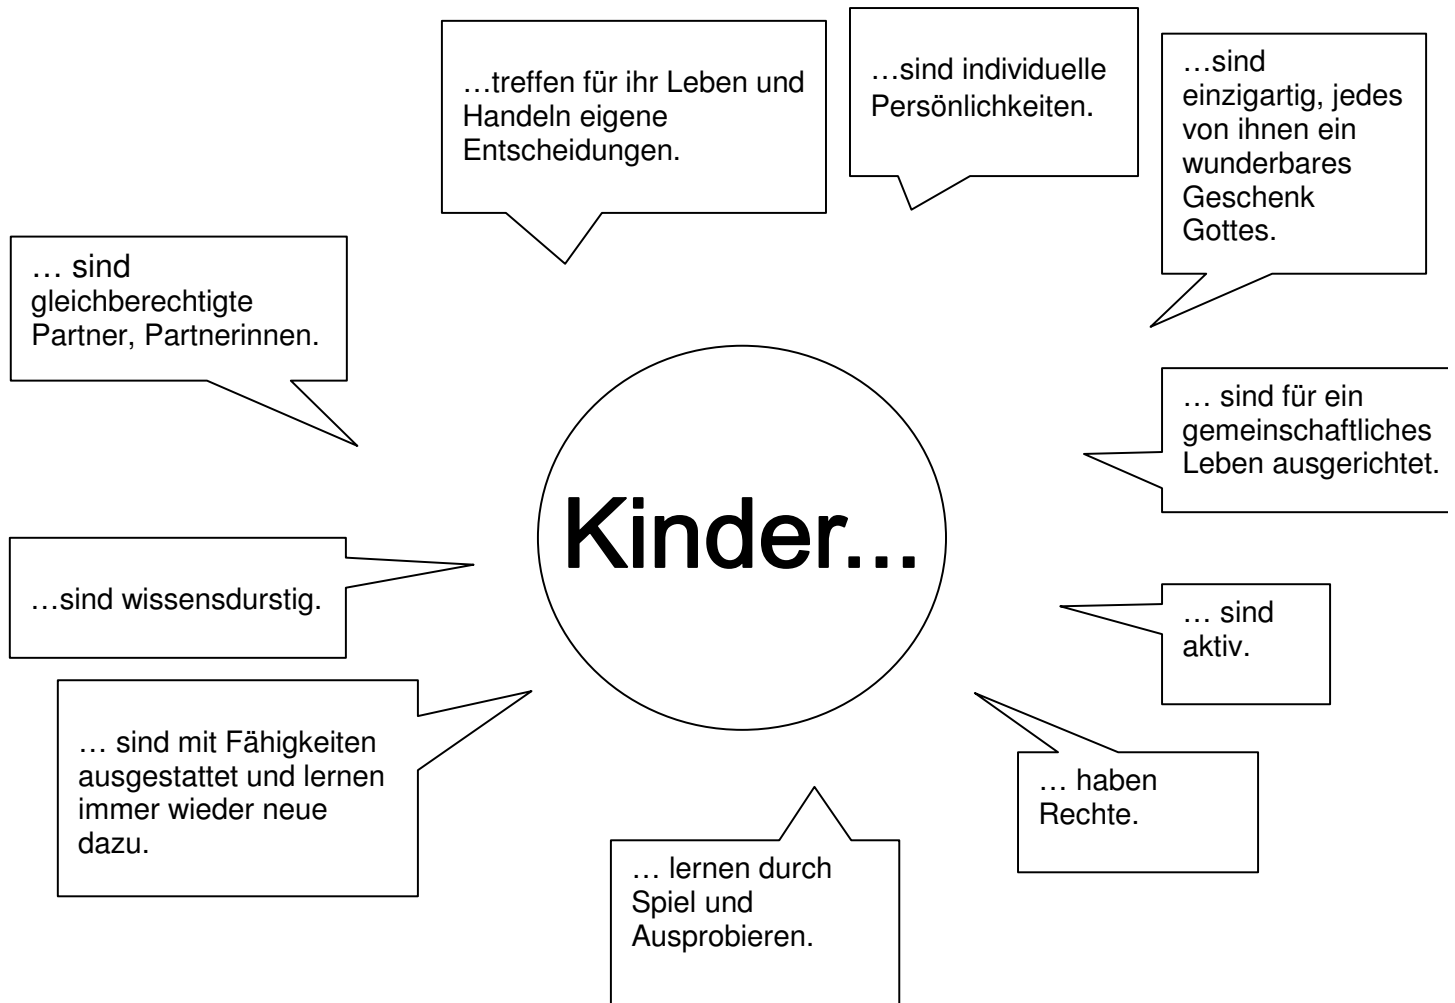 …treffen für ihr Leben und
Handeln eigene
Entscheidungen.
…sind individuelle
Persönlichkeiten.
…sind
einzigartig, jedes
von ihnen ein
wunderbares
Geschenk
Gottes.
… sind
gleichberechtigte
Partner, Partnerinnen.
… sind für ein
gemeinschaftliches
Leben ausgerichtet.
Kinder...
…sind wissensdurstig.
… sind
aktiv.
… sind mit Fähigkeiten
ausgestattet und lernen
immer wieder neue
dazu.
… haben
Rechte.
… lernen durch
Spiel und
Ausprobieren.